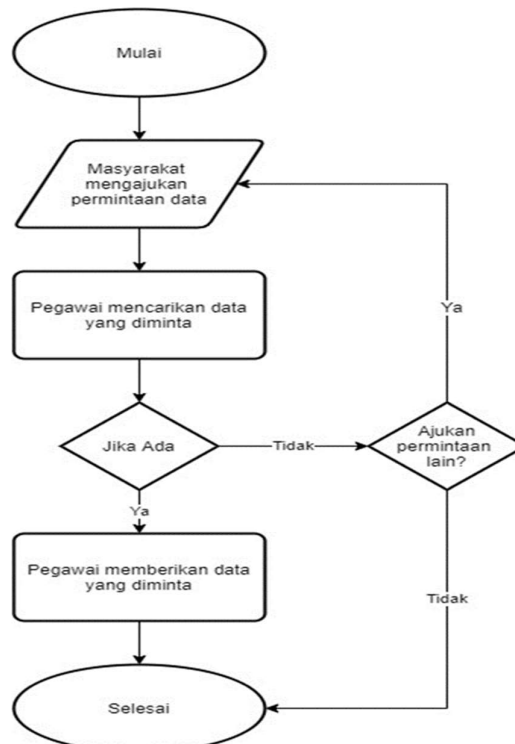 Mulai
Masyarakat
mengajukan
permintaan data
Pegawai mencarikan data
yang diminta
Ya
Jika Ada
Tidak
Ajukan
permintaan
lain?
Ya
Pegawai memberikan data
yang diminta
Tidak
Selesai